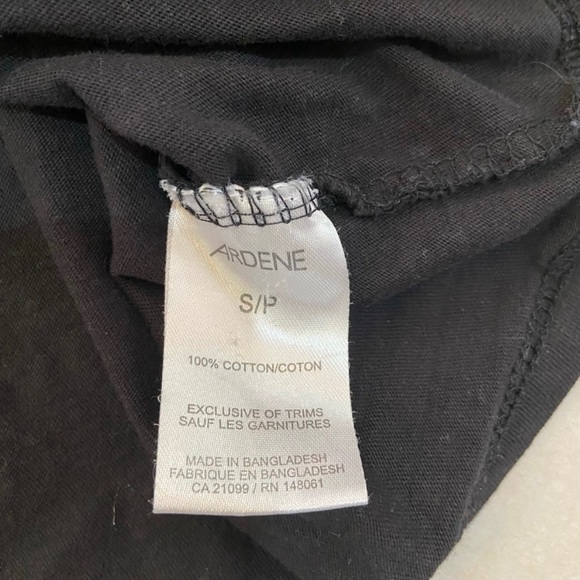 ARDENE
S/P
100% COTTON/COTON
EXCLUSIVE OF TRIMS
SAUF LES GARNITURES
MADE IN BANGLADESH
FABRIQUE EN BANGLADESH
CA 21099 / RN 148061